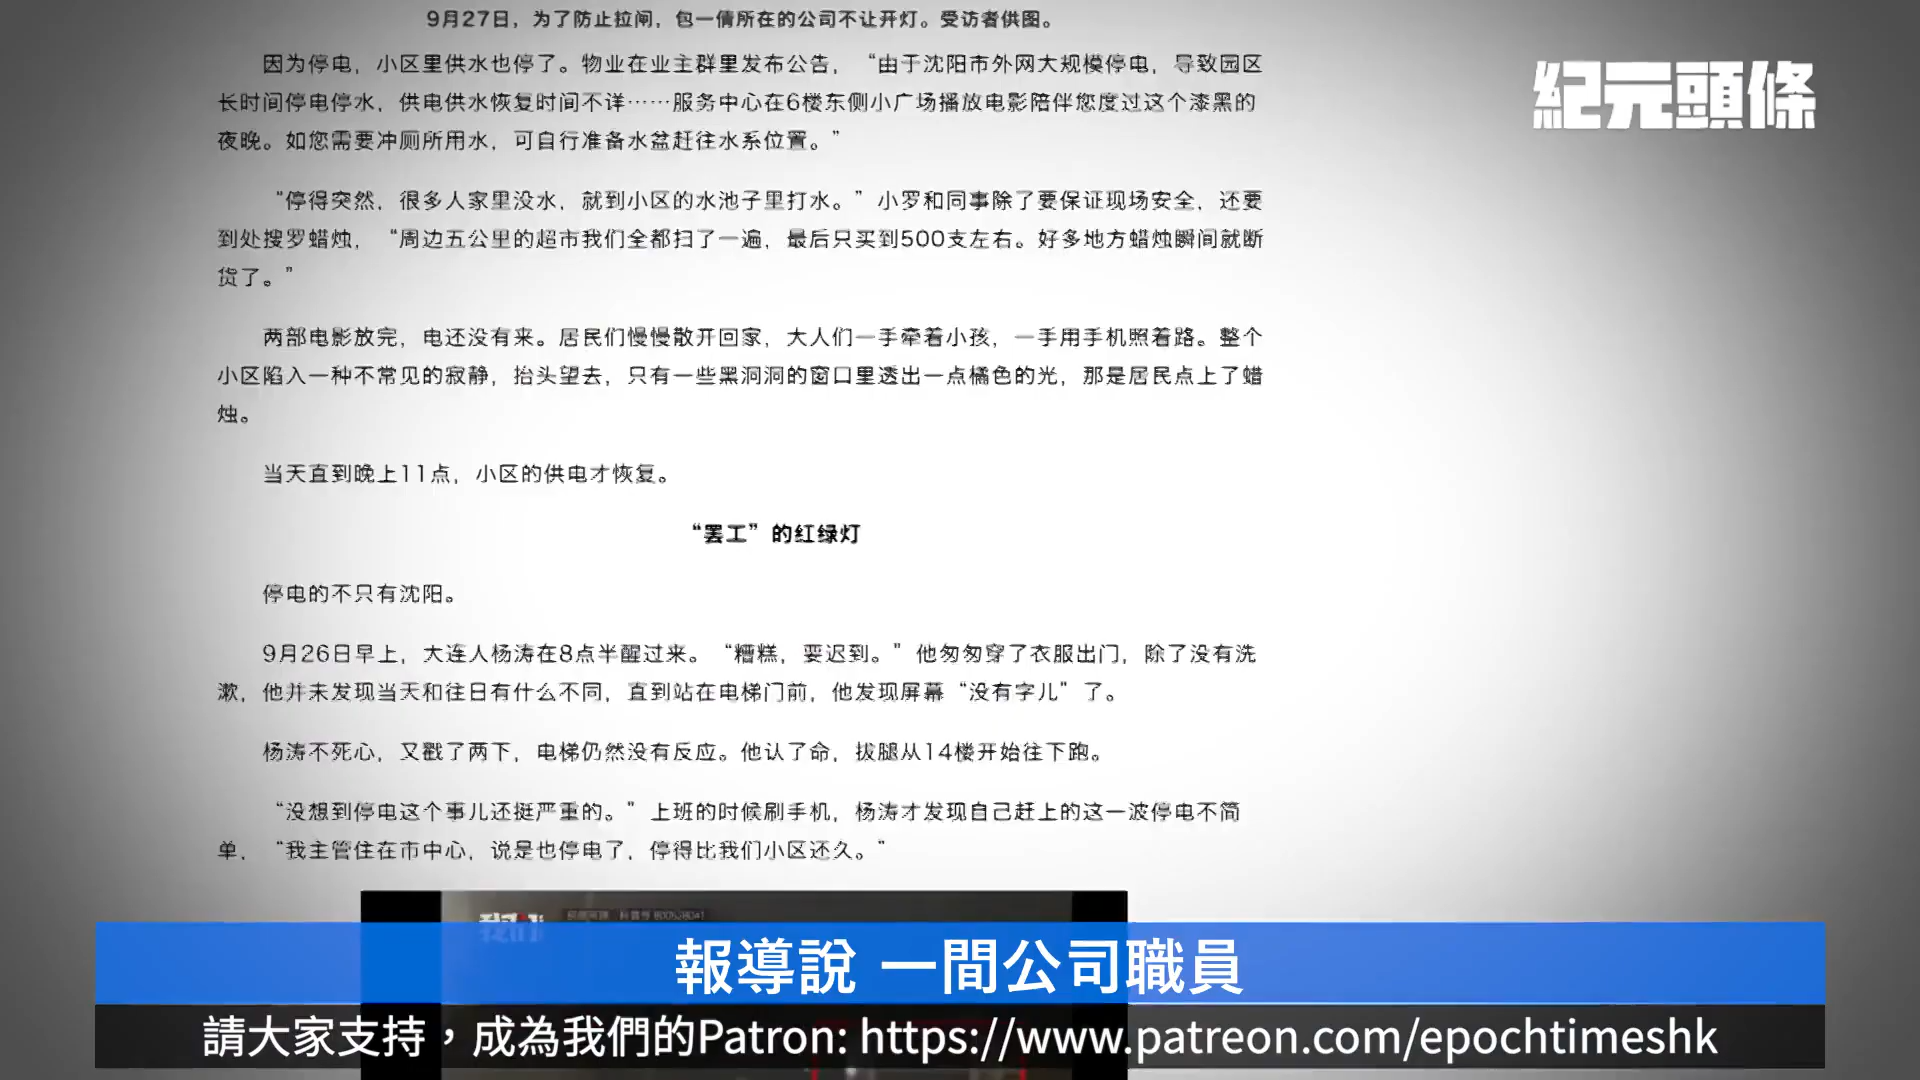 9月27日，为了防止拉闸，包一倩所在的公司不让开灯。受访者供图。
紀元頭條
因为停电，小区里供水也停了。物业在业主群里发布公告，“由于沈阳市外网大规模停电，导致园区
长时间停电停水，供电供水恢复时间不详……服务中心在6楼东侧小广场播放电影陪伴您度过这个漆黑的
夜晚。如您需要冲厕所用水，可自行准备水盆赶往水系位置。”
“停得突然，很多人家里没水，就到小区的水池子里打水。”小罗和同事除了要保证现场安全，还要
到处搜罗蜡烛，“周边五公里的超市我们全都扫了一遍，最后只买到500支左右。好多地方蜡烛瞬间就断
货了。”
两部电影放完，电还没有来。居民们慢慢散开回家，大人们一手牵着小孩，一手用手机照着路。整个
小区陷入一种不常见的寂静，抬头望去，只有一些黑洞洞的窗口里透出一点橘色的光，那是居民点上了蜡
烛。
当天直到晚上11点，小区的供电才恢复。
“罢工”的红绿灯
停电的不只有沈阳。
9月26日早上，大连人杨涛在8点半醒过来。“糟糕，要迟到。”他匆匆穿了衣服出门，除了没有洗
漱，他并未发现当天和往日有什么不同，直到站在电梯门前，他发现屏幕“没有字儿”了。
杨涛不死心，又戳了两下，电梯仍然没有反应。他认了命，拔腿从14楼开始往下跑。
“没想到停电这个事儿还挺严重的。”上班的时候刷手机，杨涛才发现自己赶上的这一波停电不简
单，“我主管住在市中心，说是也停电了，停得比我们小区还久。”
我们
報導說 一間公司職員
請大家支持，成為我們的Patron: https://www.patreon.com/epochtimeshk